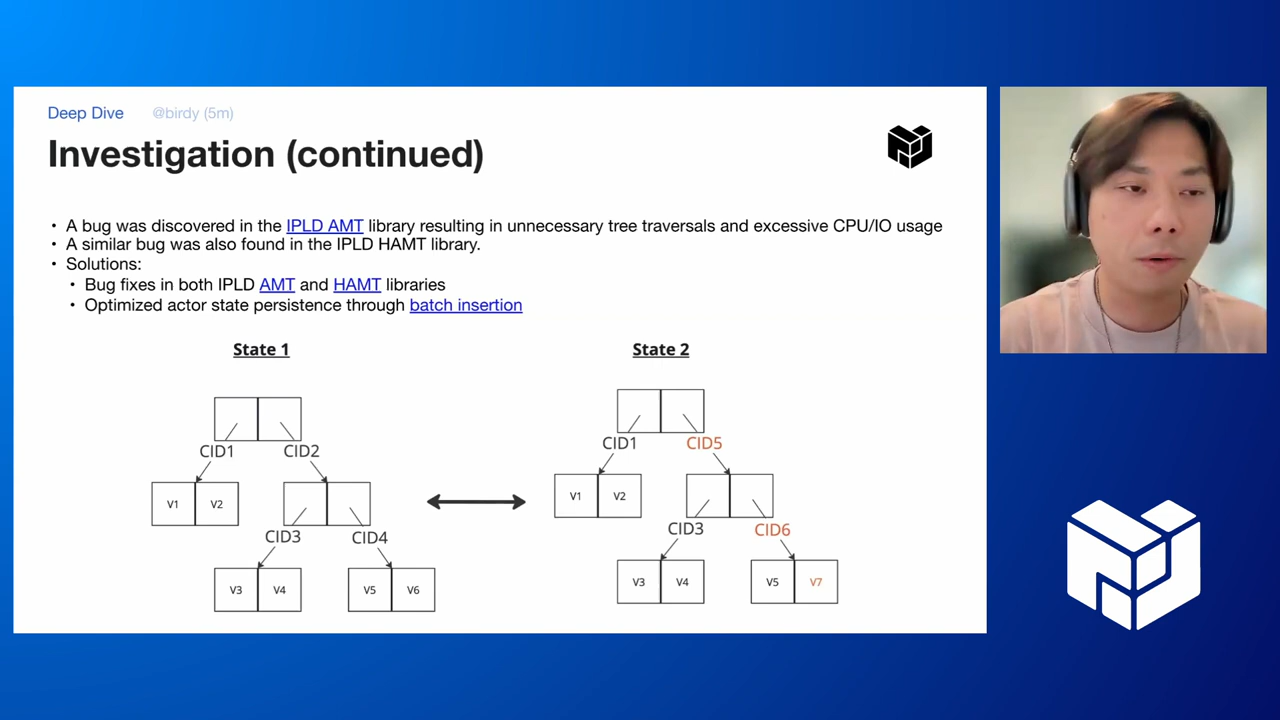 Deep Dive @birdy (5m)
Investigation (continued)
• A bug was discovered in the IPLD AMT library resulting in unnecessary tree traversals and excessive CPU/IO usage
• A similar bug was also found in the IPLD HAMT library.
• Solutions:
• Bug fixes in both IPLD AMT and HAMT libraries
• Optimized actor state persistence through batch insertion
State 1
CID1 CID2
V1 V2
CID3 CID4
V3 V4 V5 V6
State 2
CID1 CID5
V1 V2
CID3 CID6
V3 V4 V5 V7